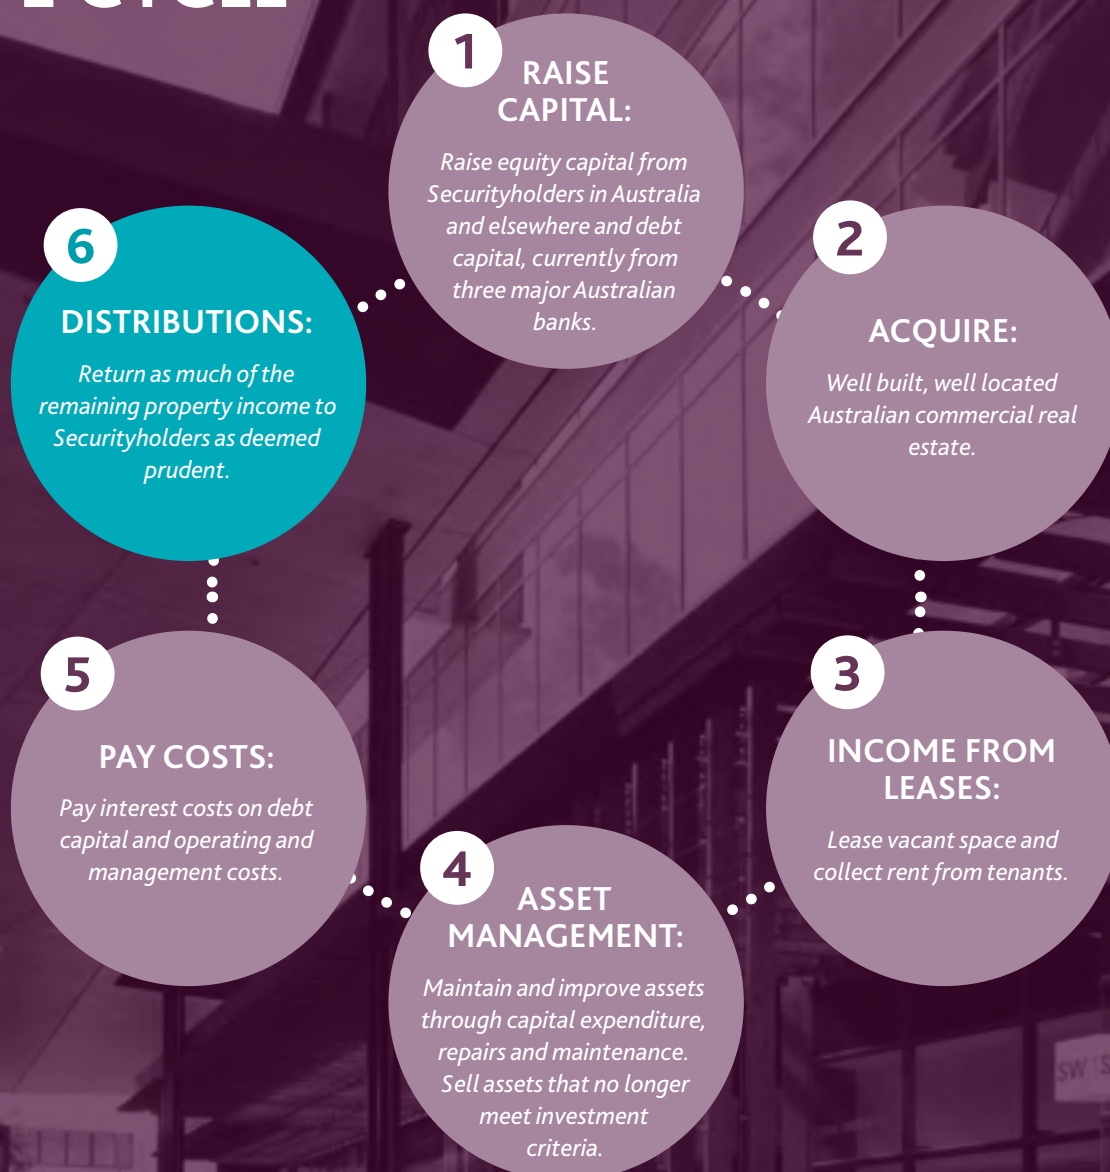 1
RAISE
CAPITAL:
Raise equity capital from
Securityholders in Australia
and elsewhere and debt
capital, currently from
three major Australian
banks.
2
ACQUIRE:
Well built, well located
Australian commercial real
estate.
3
INCOME FROM
LEASES:
Lease vacant space and
collect rent from tenants.
4
ASSET
MANAGEMENT:
Maintain and improve assets
through capital expenditure,
repairs and maintenance.
Sell assets that no longer
meet investment
criteria.
5
PAY COSTS:
Pay interest costs on debt
capital and operating and
management costs.
6
DISTRIBUTIONS:
Return as much of the
remaining property income to
Securityholders as deemed
prudent.